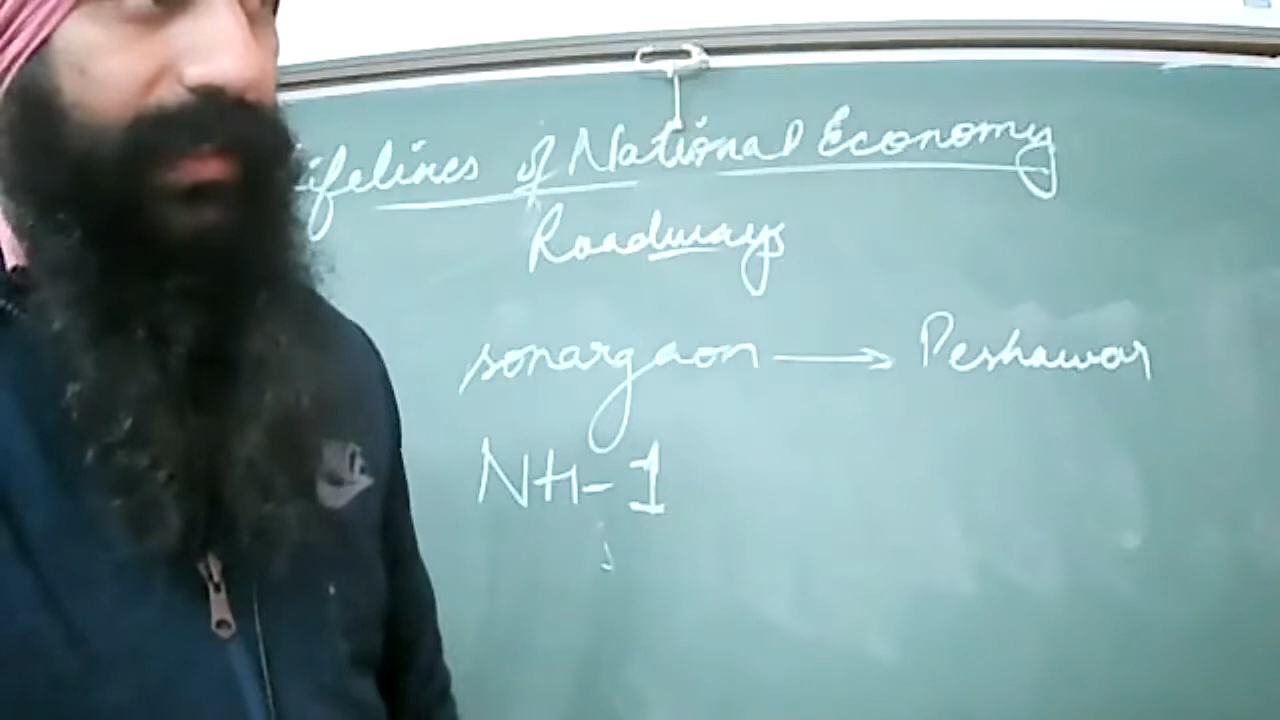 ifelines of National Economy
Roadways
sonargaon → Peshawar
NH-1